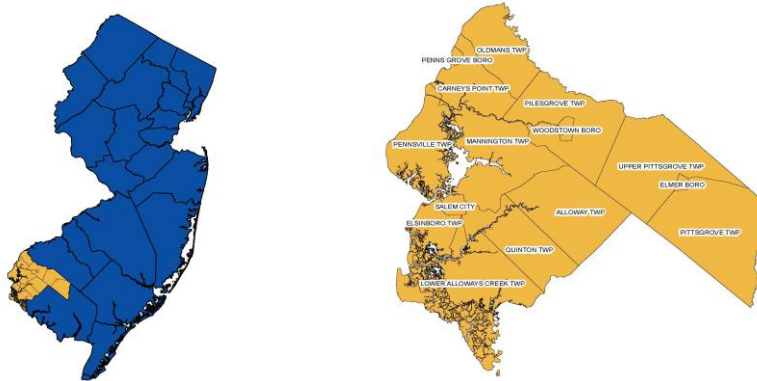 OLDMANS TWP
PENNS GROVE BORO
CARNEYS POINT TWP
PILESGROVE TWP
WOODSTOWN BORO
PENNSVILLE TWP
MANNINGTON TWP
UPPER PITTSGROVE TWP
ELMER BORO
SALEM CITY
ALLOWAY TWP
ELSINBORO TWP
PITTSGROVE TWP
QUINTON TWP
LOWER ALLOWAYS CREEK TWP